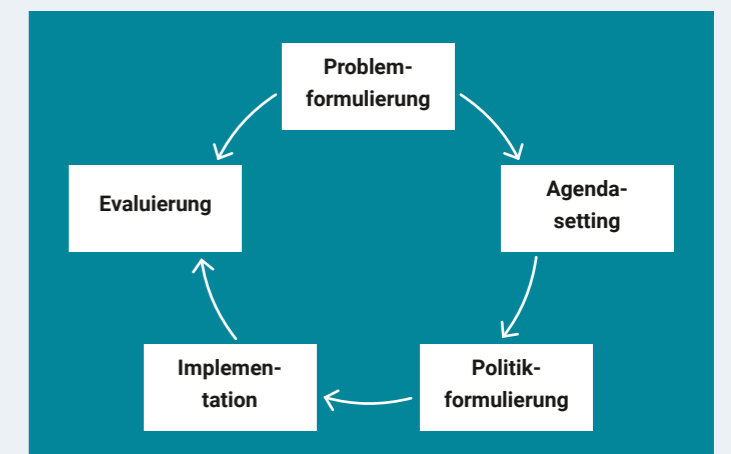 Problem-
formulierung
Agenda-
setting
Politik-
formulierung
Implemen-
tation
Evaluierung